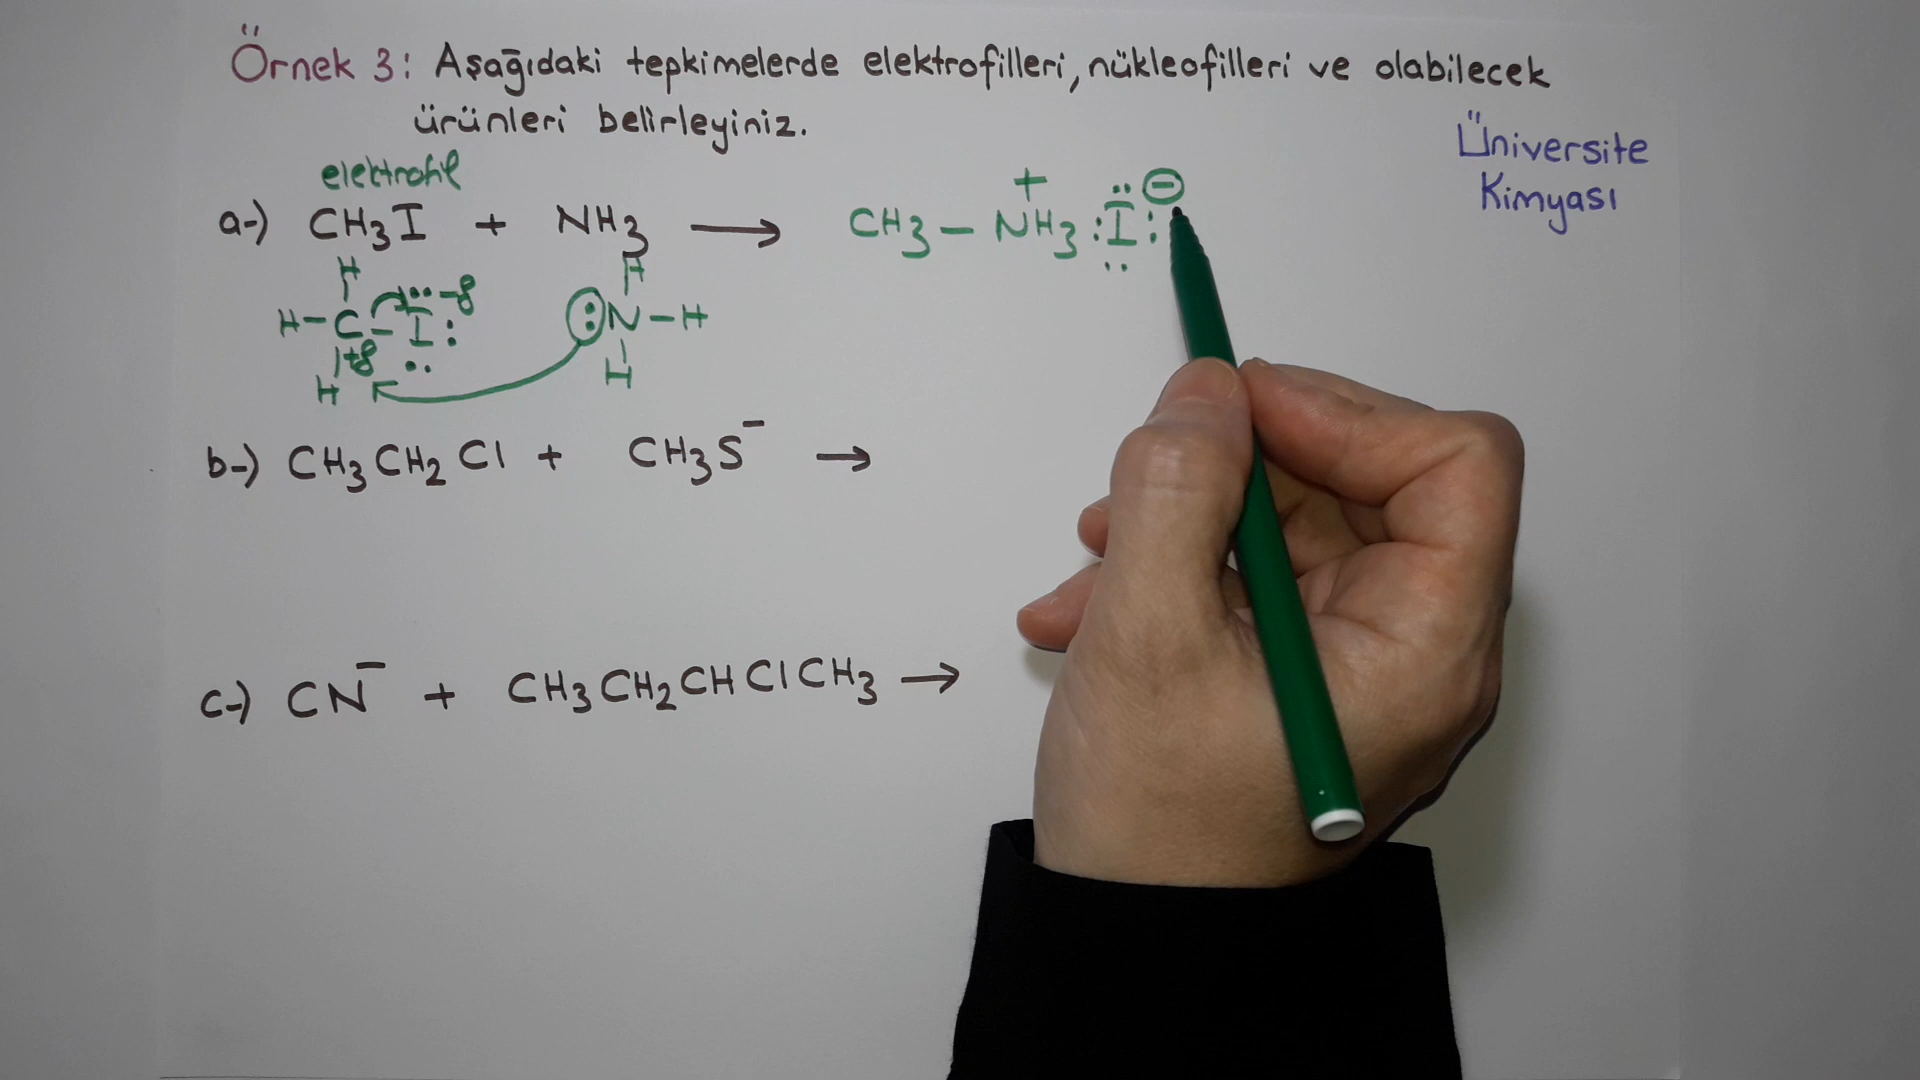 Örnek 3: Aşağıdaki tepkimelerde elektrofilleri, nükleofilleri ve olabilecek
ürünleri belirleyiniz.
Üniversite
Kimyası
elektrofil
a-) CH3I + NH3 → CH3 – N⁺H3 :I:⊖
H
H–C–I: -δ
+δ
H
H
:N–H
H
b-) CH3CH2Cl + CH3S⁻ →
c-) CN⁻ + CH3CH2CHClCH3 →